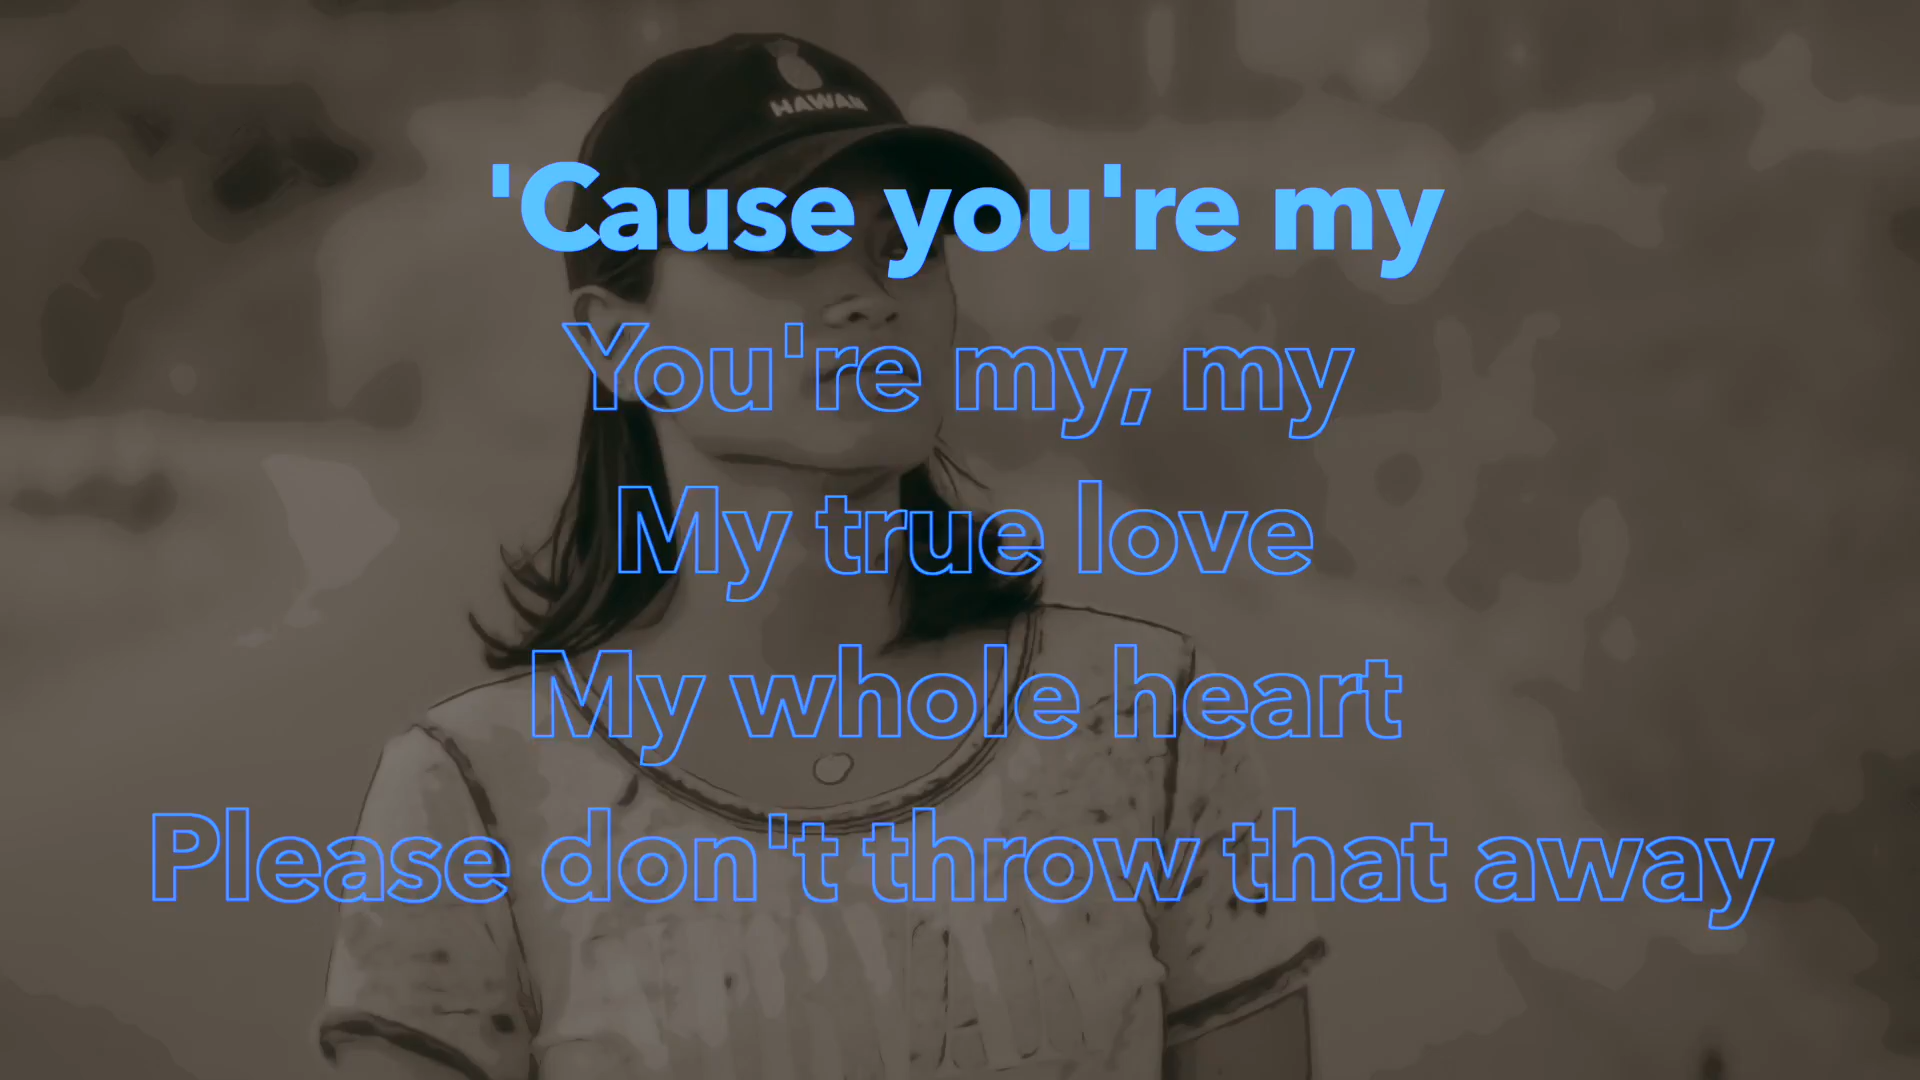 HAWAII
'Cause you're my
You're my, my
My true love
My whole heart
Please don't throw that away